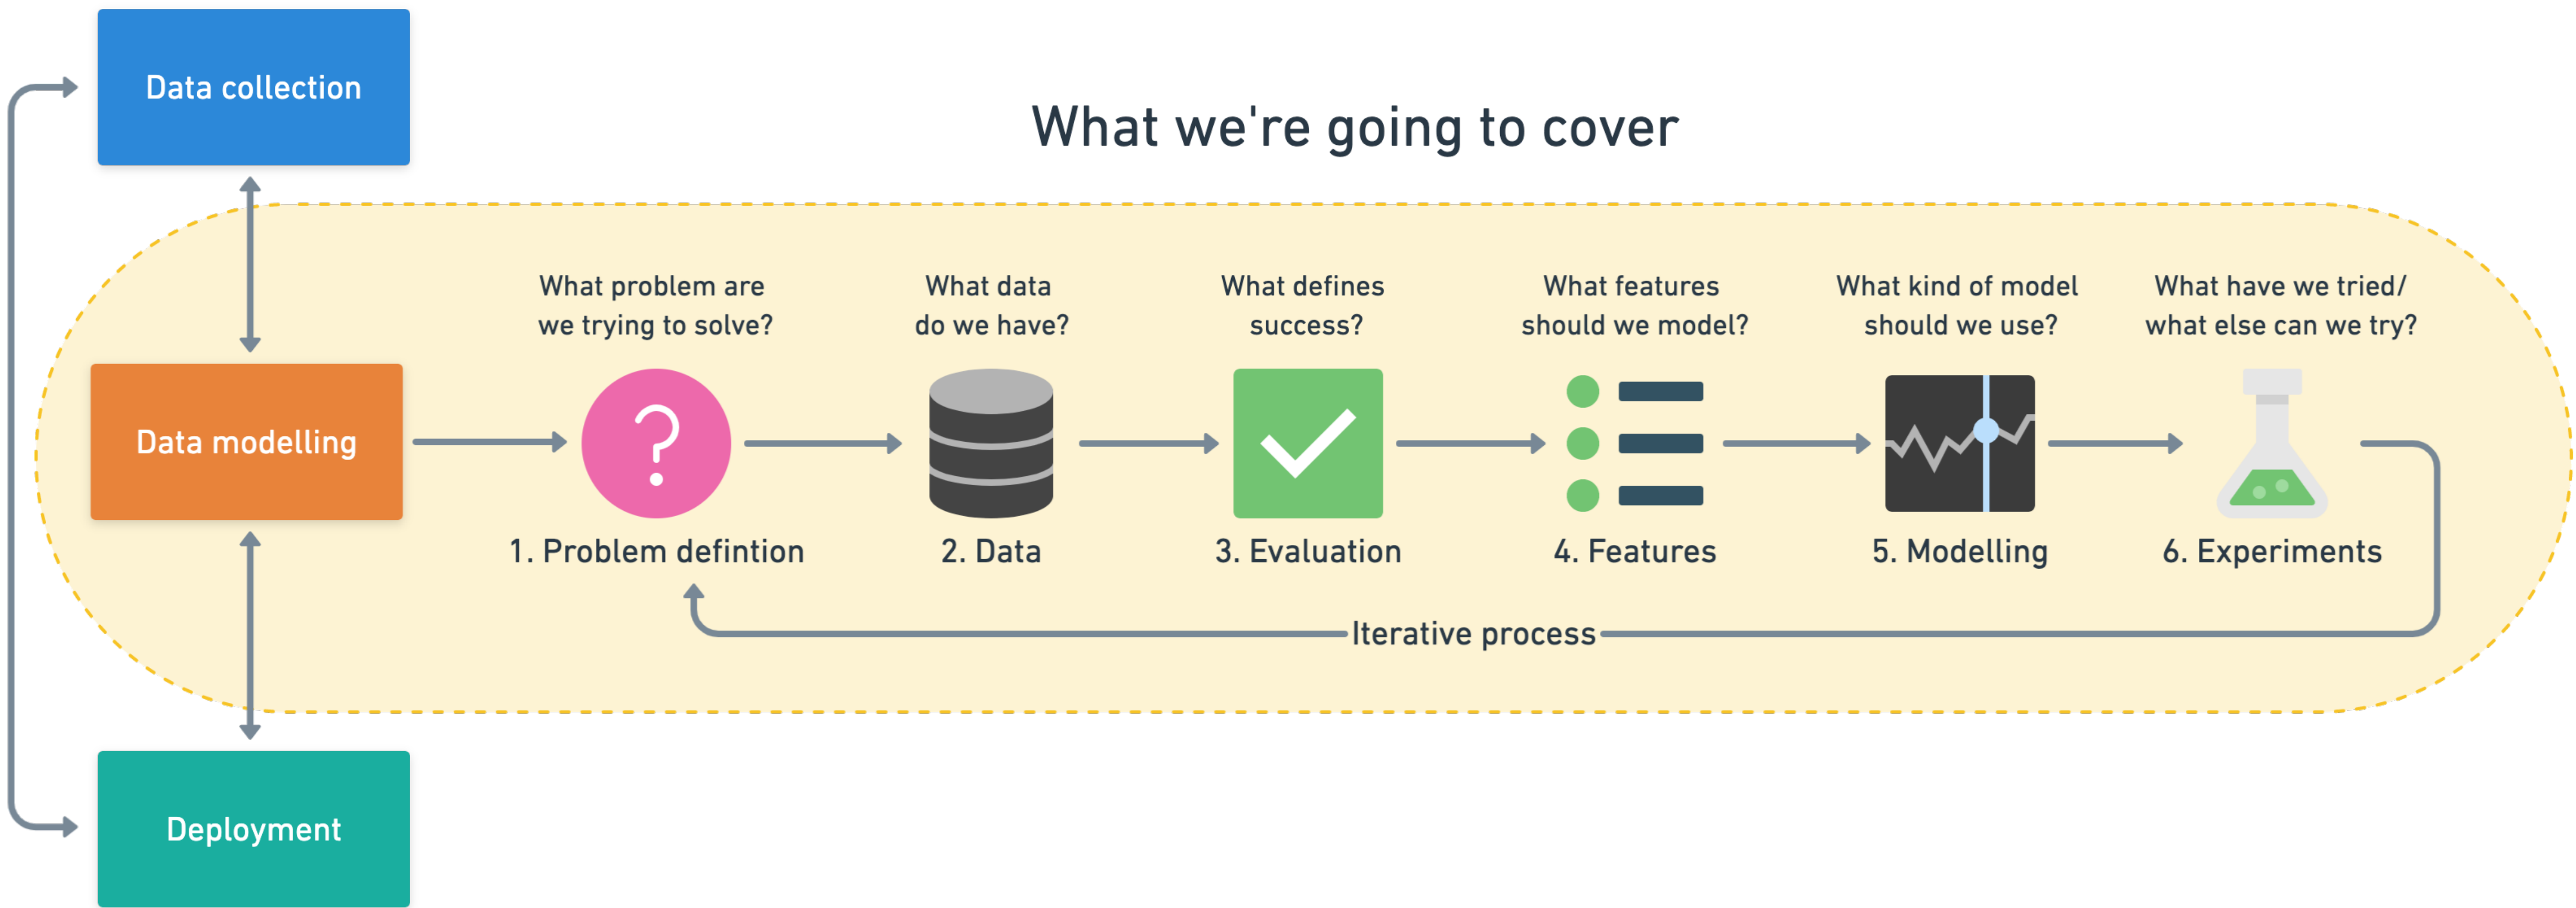 Data collection
What we're going to cover
What problem are
we trying to solve?
What data
do we have?
What defines
success?
What features
should we model?
What kind of model
should we use?
What have we tried/
what else can we try?
Data modelling
1. Problem defintion
2. Data
3. Evaluation
4. Features
5. Modelling
6. Experiments
Iterative process
Deployment